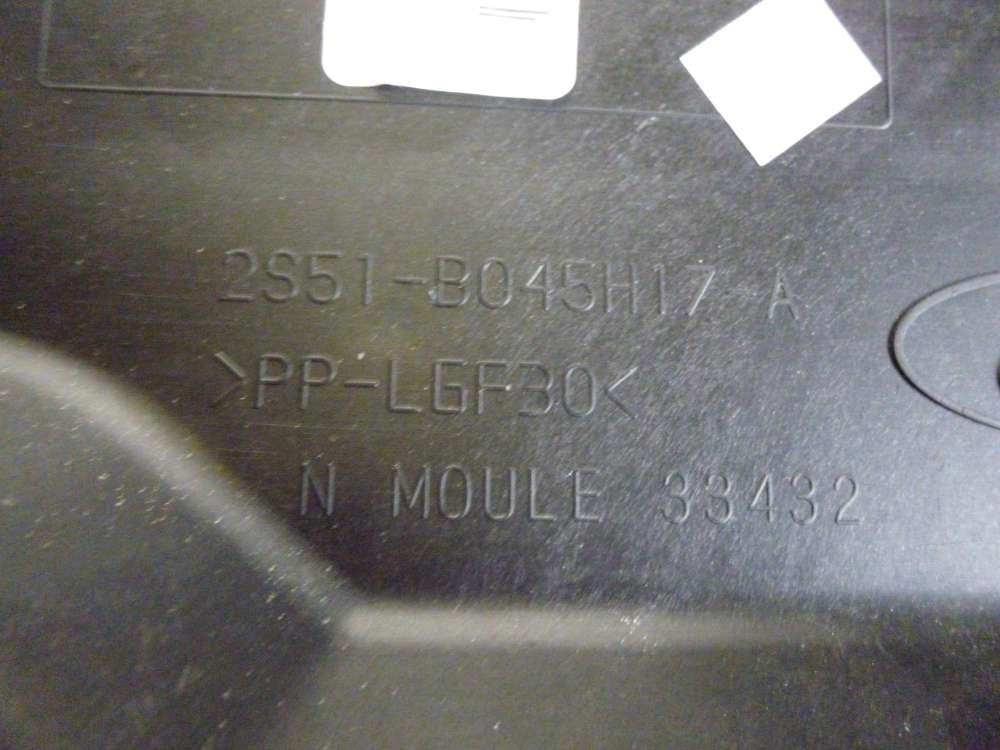 2S51-B045H17 A
>PP-LGF30<
N MOULE 33432